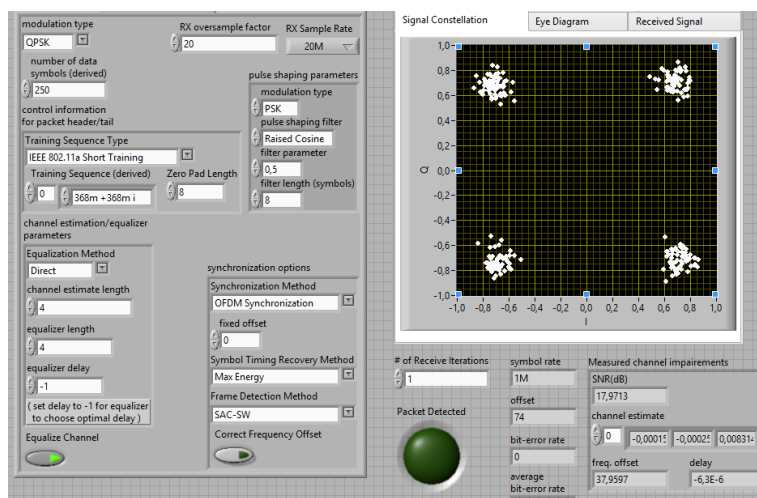 modulation type
QPSK
RX oversample factor
20
RX Sample Rate
20M
number of data
symbols (derived)
250
control information
for packet header/tail
Training Sequence Type
IEEE 802.11a Short Training
Training Sequence (derived)
0
368m +368m i
Zero Pad Length
8
pulse shaping parameters
modulation type
PSK
pulse shaping filter
Raised Cosine
filter parameter
0,5
filter length (symbols)
8
channel estimation/equalizer
parameters
Equalization Method
Direct
channel estimate length
4
equalizer length
4
equalizer delay
-1
( set delay to -1 for equalizer
to choose optimal delay )
Equalize Channel
synchronization options
Synchronization Method
OFDM Synchronization
fixed offset
0
Symbol Timing Recovery Method
Max Energy
Frame Detection Method
SAC-SW
Correct Frequency Offset
Signal Constellation
Eye Diagram
Received Signal
1,0
0,8
0,6
0,4
0,2
0,0
-0,2
-0,4
-0,6
-0,8
-1,0
Q
-1,0 -0,8 -0,6 -0,4 -0,2 0,0 0,2 0,4 0,6 0,8 1,0
I
# of Receive Iterations
1
Packet Detected
symbol rate
1M
offset
74
bit-error rate
0
average
bit-error rate
Measured channel impairements
SNR(dB)
17,9713
channel estimate
0
-0,00015
-0,00025
0,008314
freq. offset
37,9597
delay
-6,3E-6